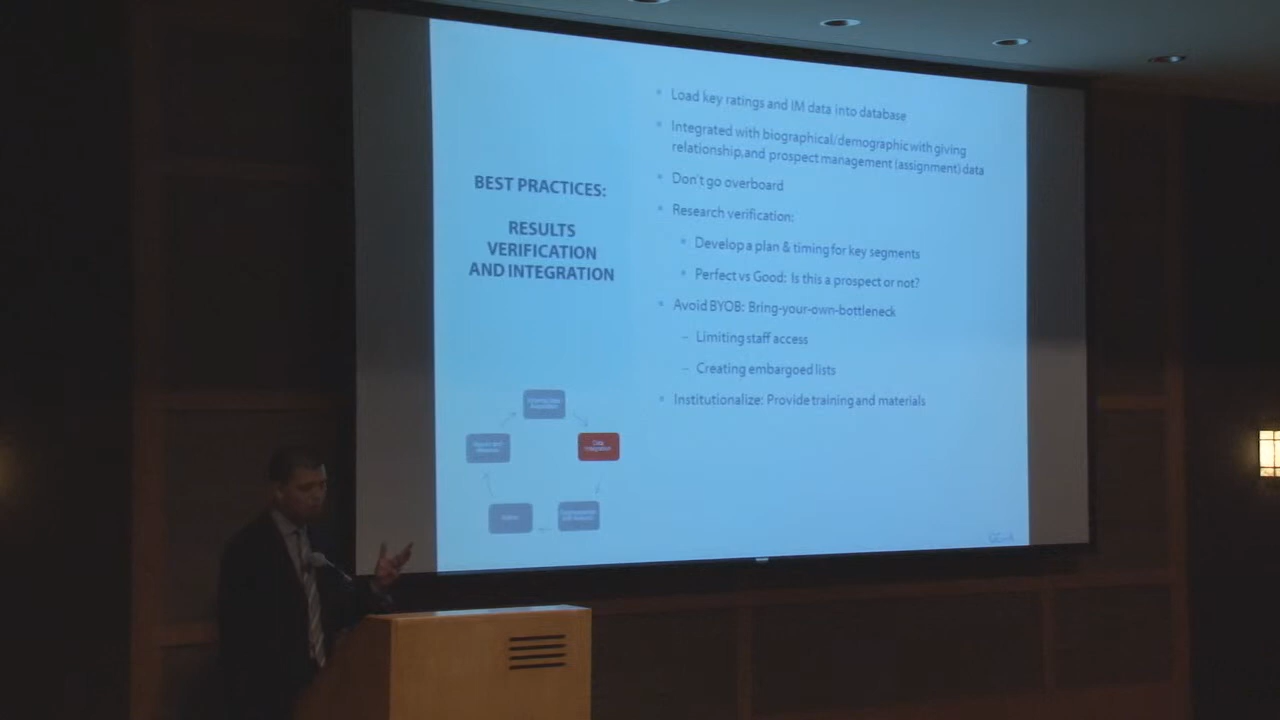 BEST PRACTICES:
RESULTS
VERIFICATION
AND INTEGRATION
Load key ratings and IM data into database
Integrated with biographical/demographic with giving
relationship,and prospect management (assignment) data
Don't go overboard
Research verification:
Develop a plan & timing for key segments
Perfect vs Good: Is this a prospect or not?
Avoid BYOB: Bring-your-own-bottleneck
Limiting staff access
Creating embargoed lists
Institutionalize: Provide training and materials
Data
Integration